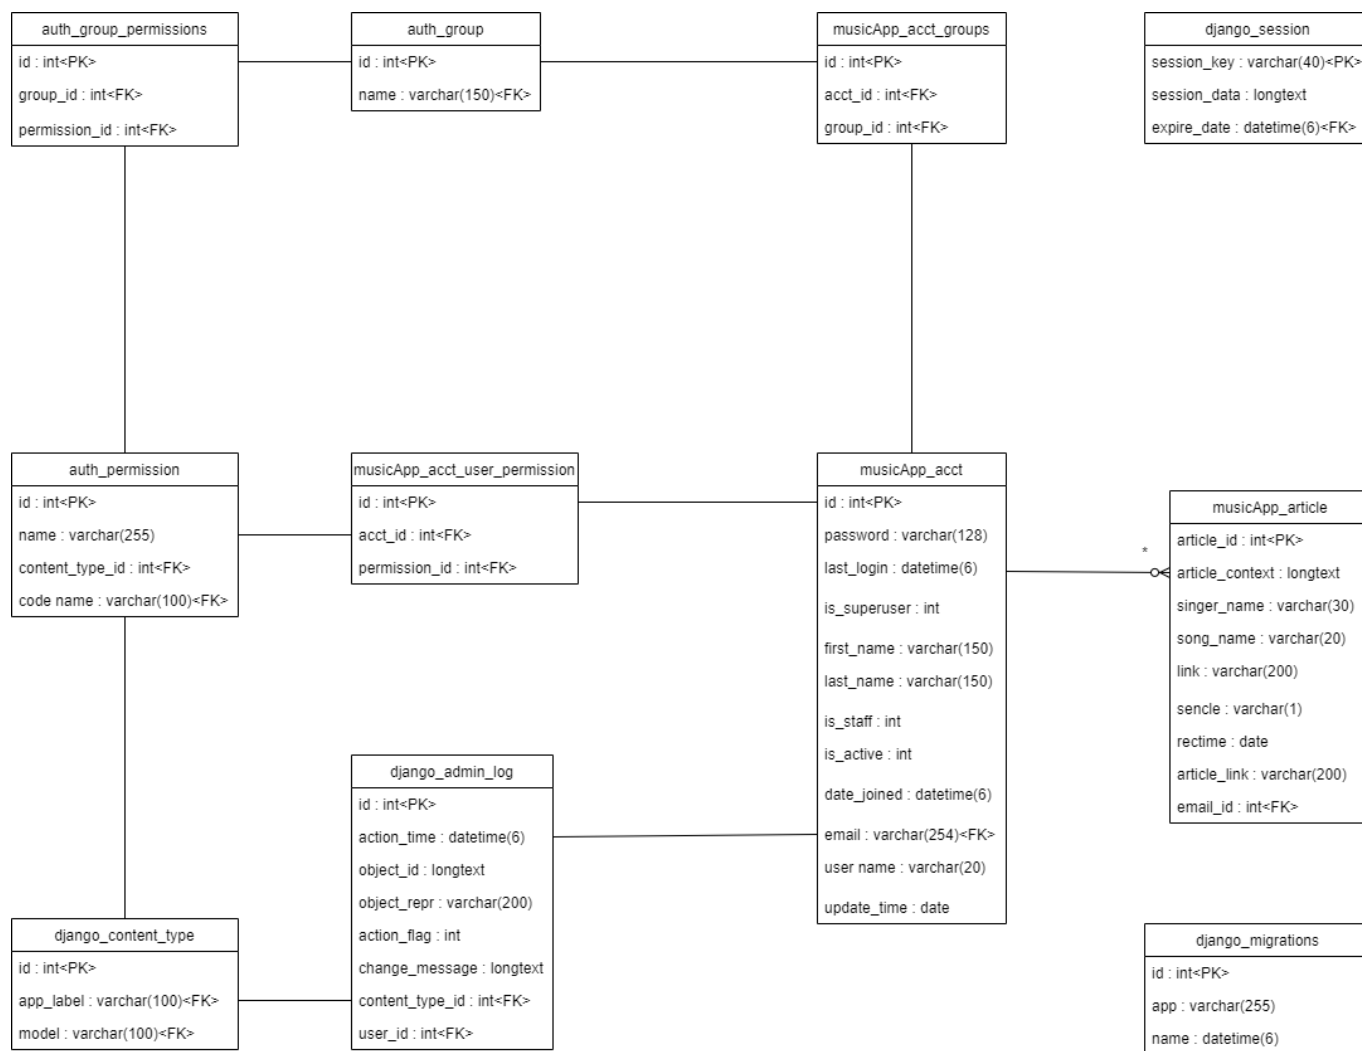 auth_group_permissions
id : int<PK>
group_id : int<FK>
permission_id : int<FK>
auth_group
id : int<PK>
name : varchar(150)<FK>
musicApp_acct_groups
id : int<PK>
acct_id : int<FK>
group_id : int<FK>
django_session
session_key : varchar(40)<PK>
session_data : longtext
expire_date : datetime(6)<FK>
auth_permission
id : int<PK>
name : varchar(255)
content_type_id : int<FK>
code name : varchar(100)<FK>
musicApp_acct_user_permission
id : int<PK>
acct_id : int<FK>
permission_id : int<FK>
musicApp_acct
id : int<PK>
password : varchar(128)
last_login : datetime(6)
is_superuser : int
first_name : varchar(150)
last_name : varchar(150)
is_staff : int
is_active : int
date_joined : datetime(6)
email : varchar(254)<FK>
user name : varchar(20)
update_time : date
*
musicApp_article
article_id : int<PK>
article_context : longtext
singer_name : varchar(30)
song_name : varchar(20)
link : varchar(200)
sencle : varchar(1)
rectime : date
article_link : varchar(200)
email_id : int<FK>
django_admin_log
id : int<PK>
action_time : datetime(6)
object_id : longtext
object_repr : varchar(200)
action_flag : int
change_message : longtext
content_type_id : int<FK>
user_id : int<FK>
django_content_type
id : int<PK>
app_label : varchar(100)<FK>
model : varchar(100)<FK>
django_migrations
id : int<PK>
app : varchar(255)
name : datetime(6)